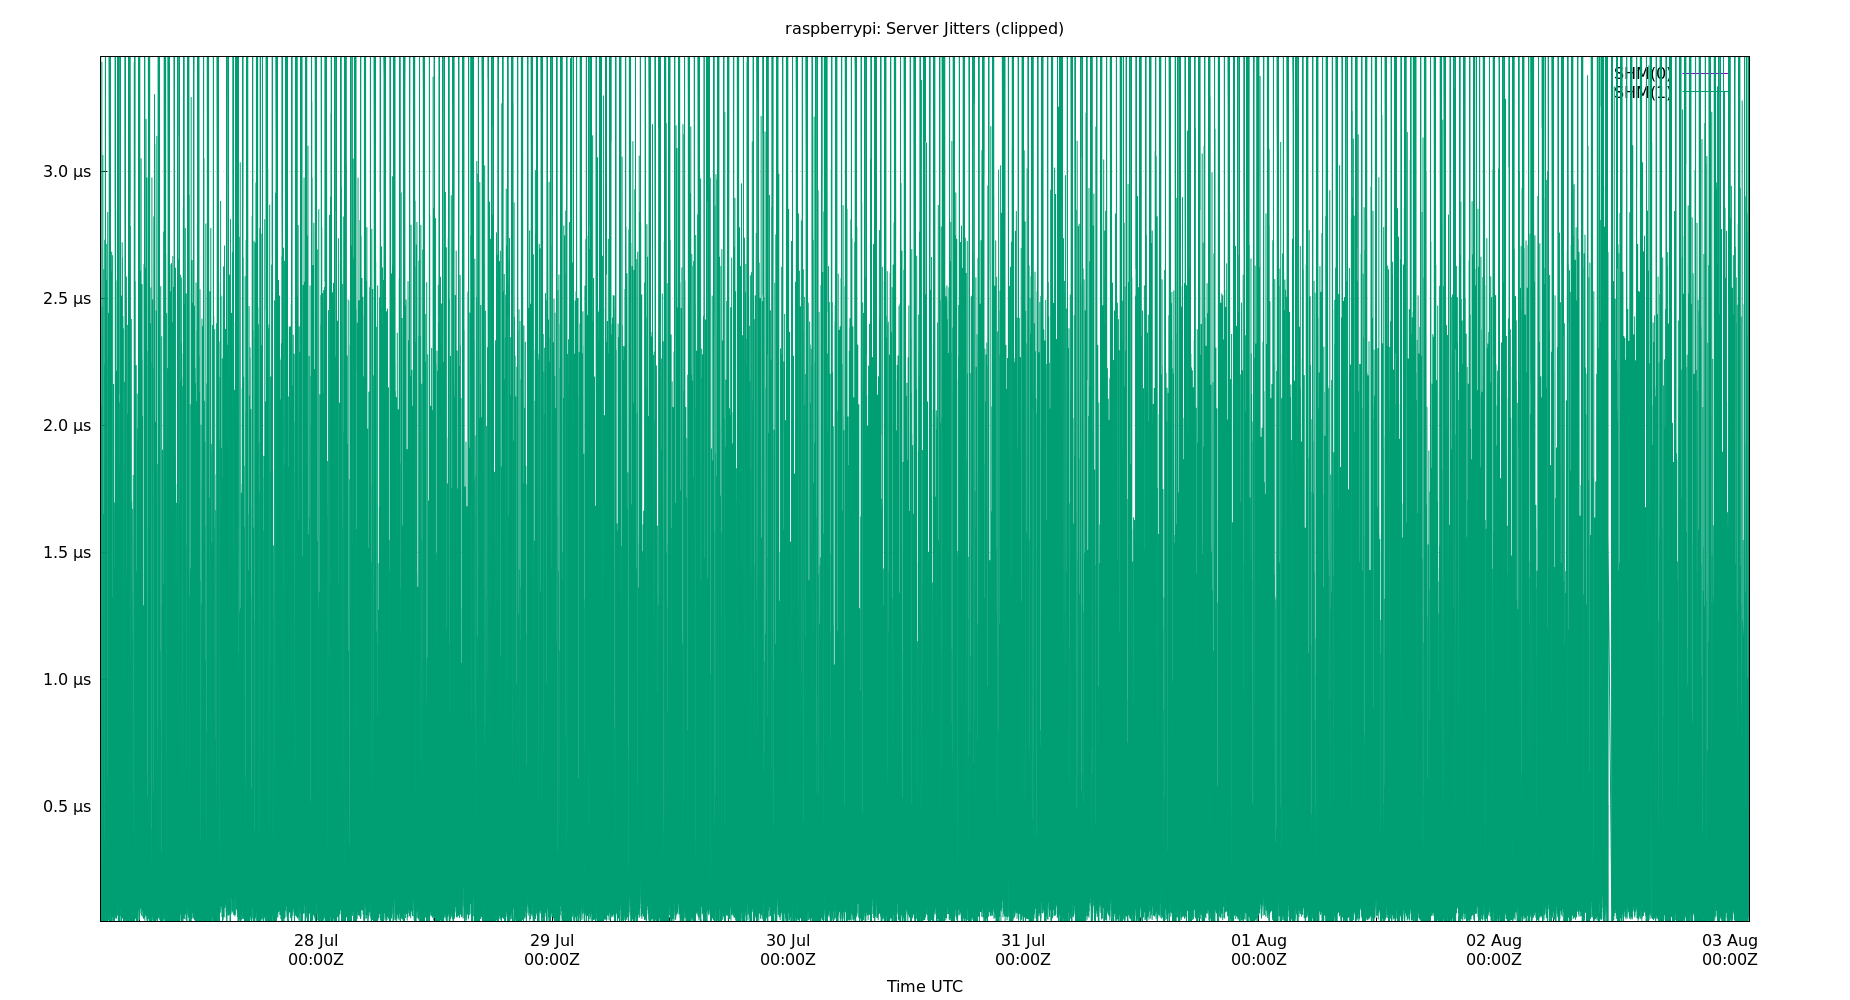 raspberrypi: Server Jitters (clipped)
SHM(0)
SHM(1)
3.0 µs
2.5 µs
2.0 µs
1.5 µs
1.0 µs
0.5 µs
28 Jul 29 Jul 30 Jul 31 Jul 01 Aug 02 Aug 03 Aug
00:00Z 00:00Z 00:00Z 00:00Z 00:00Z 00:00Z 00:00Z
Time UTC